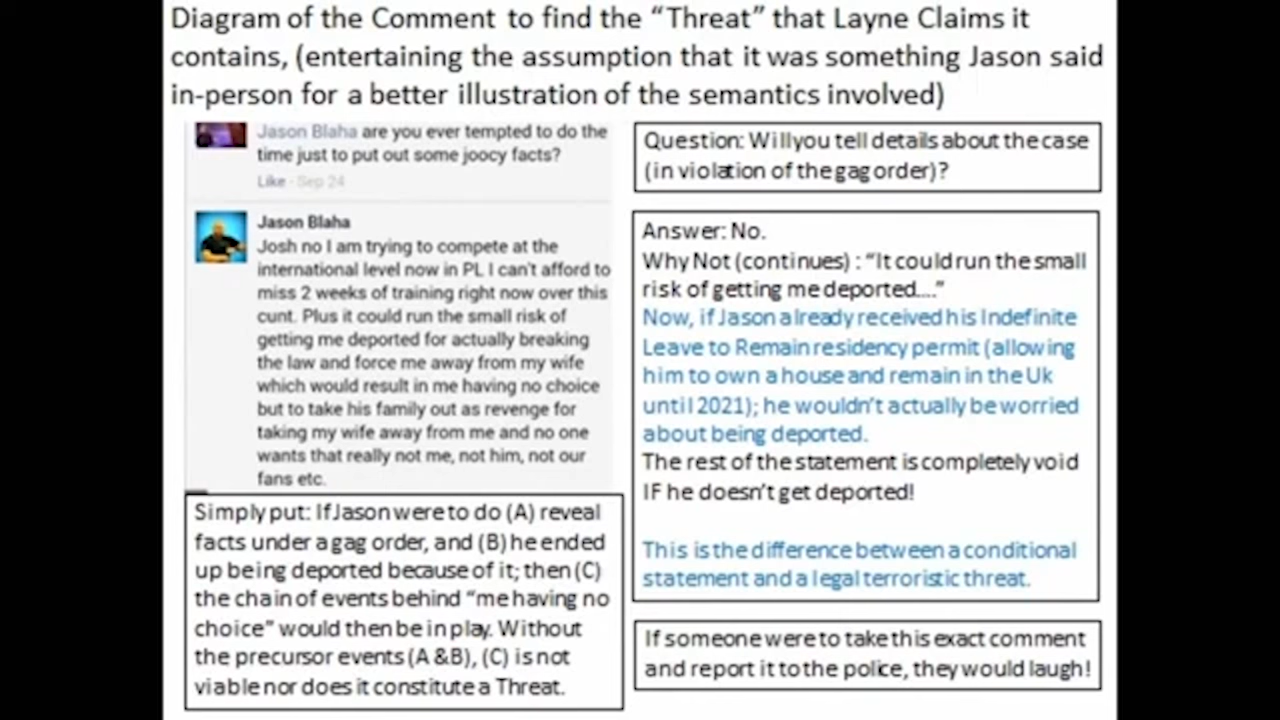 Diagram of the Comment to find the “Threat” that Layne Claims it
contains, (entertaining the assumption that it was something Jason said
in-person for a better illustration of the semantics involved)
Jason Blaha are you ever tempted to do the
time just to put out some joocy facts?
Like · Sep 24
Jason Blaha
Josh no I am trying to compete at the
international level now in PL I can't afford to
miss 2 weeks of training right now over this
cunt. Plus it could run the small risk of
getting me deported for actually breaking
the law and force me away from my wife
which would result in me having no choice
but to take his family out as revenge for
taking my wife away from me and no one
wants that really not me, not him, not our
fans etc.
Simply put: If Jason were to do (A) reveal
facts under a gag order, and (B) he ended
up being deported because of it; then (C)
the chain of events behind “me having no
choice” would then be in play. Without
the precursor events (A &B), (C) is not
viable nor does it constitute a Threat.
Question: Will you tell details about the case
(in violation of the gag order)?
Answer: No.
Why Not (continues) : “It could run the small
risk of getting me deported....”
Now, if Jason already received his Indefinite
Leave to Remain residency permit (allowing
him to own a house and remain in the Uk
until 2021); he wouldn’t actually be worried
about being deported.
The rest of the statement is completely void
IF he doesn’t get deported!
This is the difference between a conditional
statement and a legal terroristic threat.
If someone were to take this exact comment
and report it to the police, they would laugh!